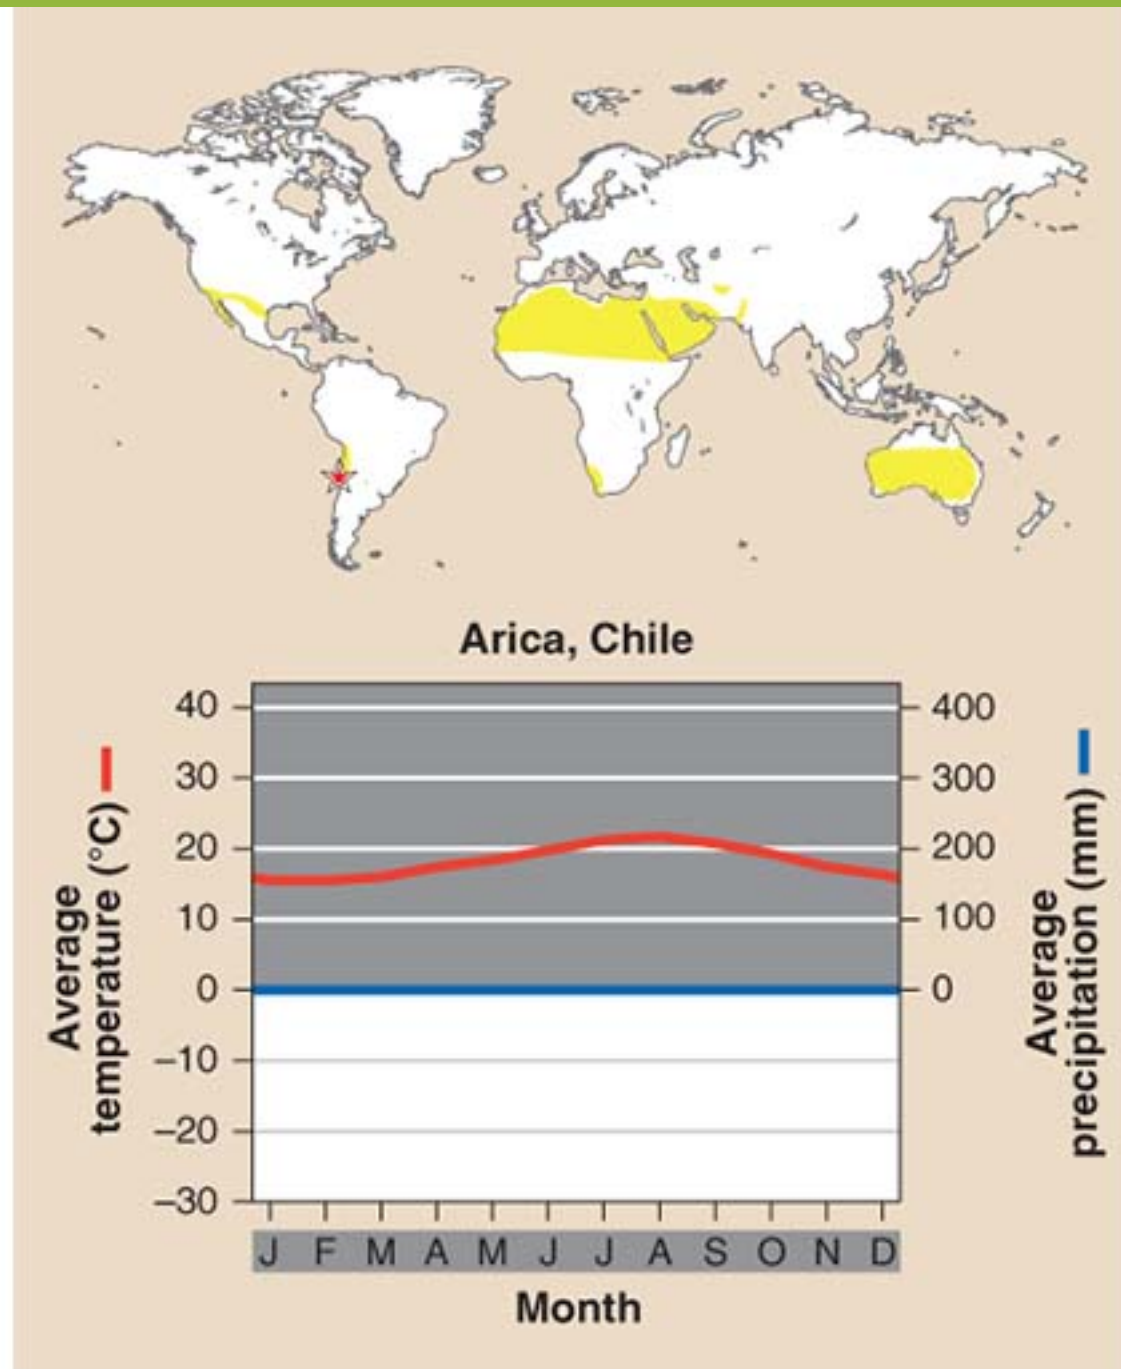 Arica, Chile
Average
temperature (°C)
40
30
20
10
0
–10
–20
–30
400
300
200
100
0
Average
precipitation (mm)
J F M A M J J A S O N D
Month